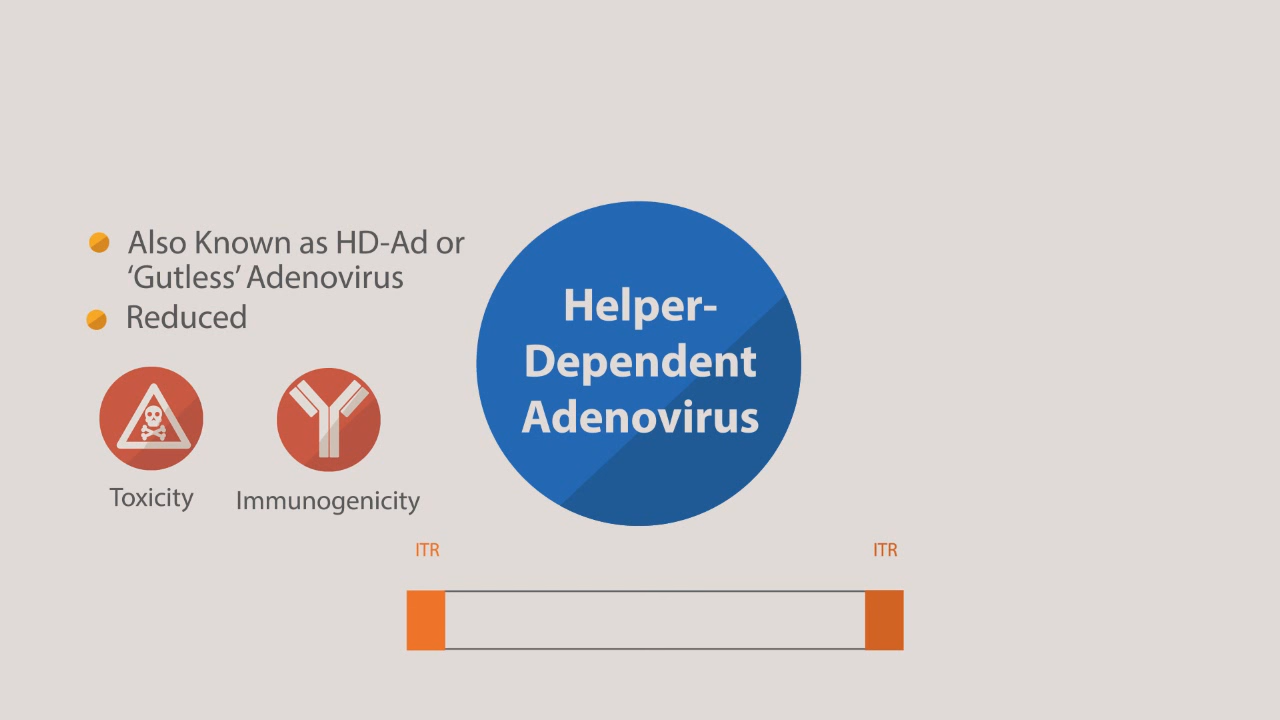 Also Known as HD-Ad or
‘Gutless’ Adenovirus
Reduced
Toxicity
Immunogenicity
Helper-
Dependent
Adenovirus
ITR
ITR